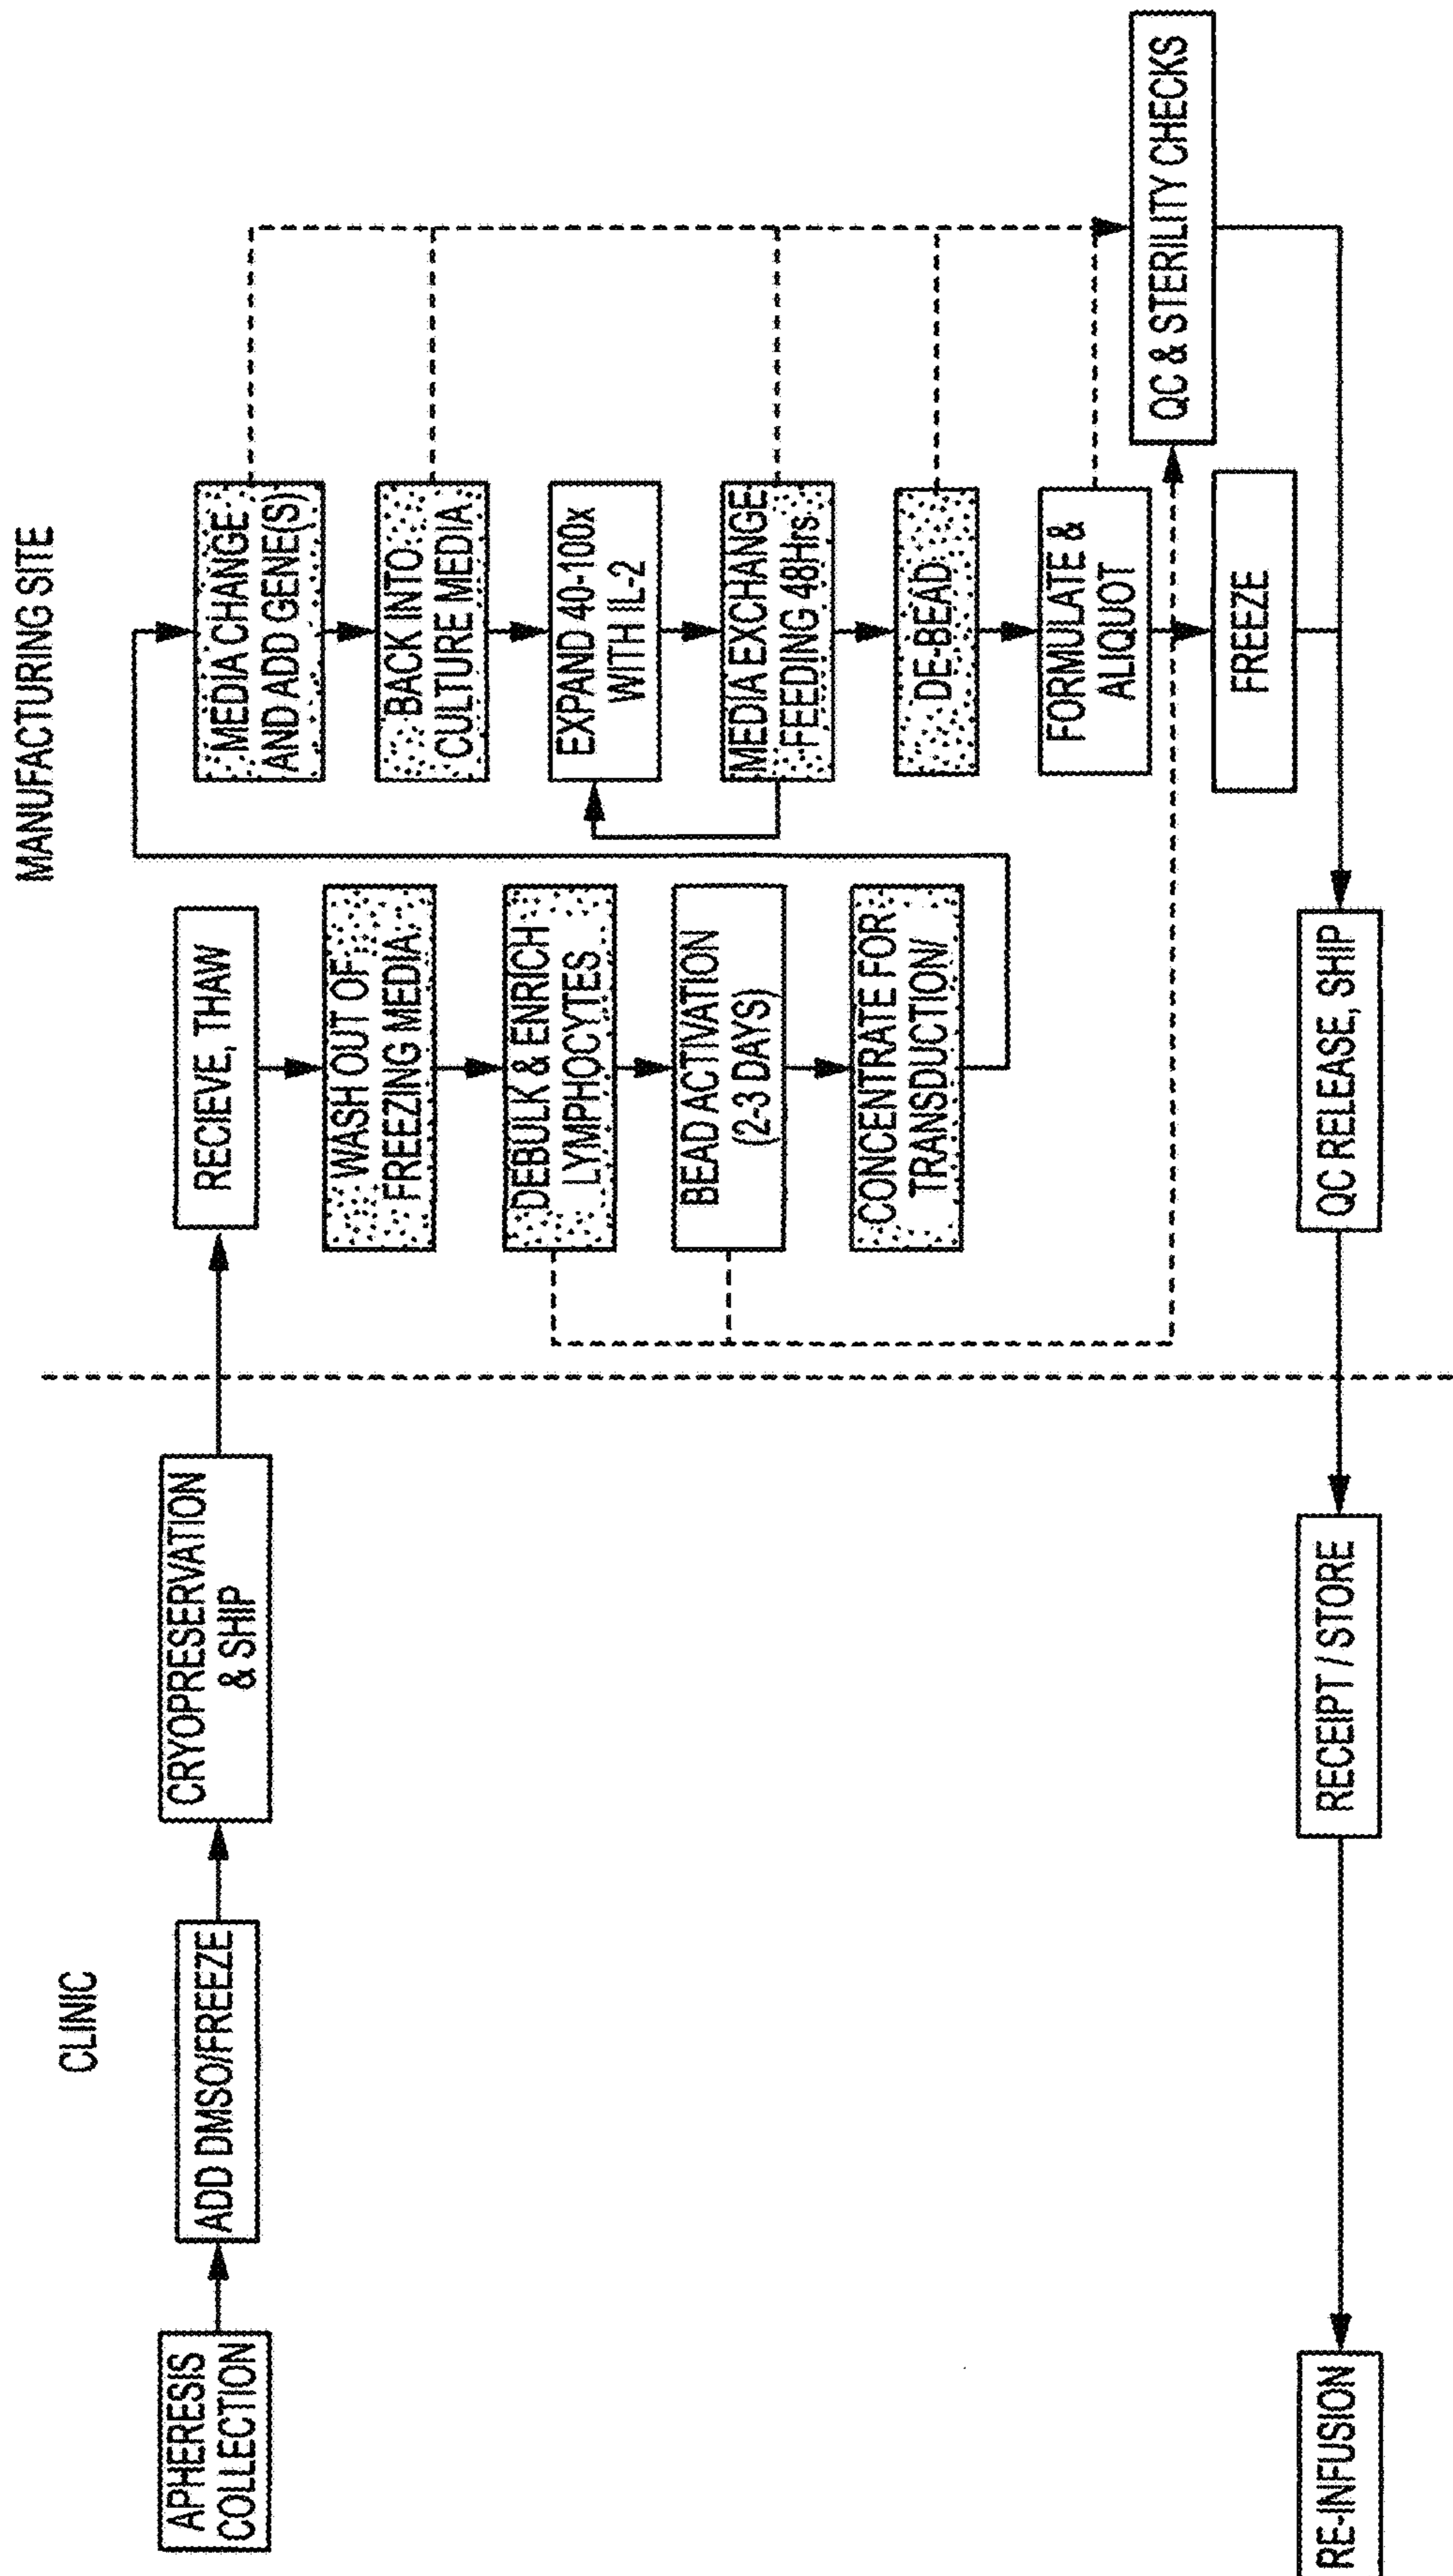 CLINIC
MANUFACTURING SITE
APHERESIS
COLLECTION
ADD DMSO/FREEZE
CRYOPRESERVATION
& SHIP
RECIEVE, THAW
WASH OUT OF
FREEZING MEDIA
DEBULK & ENRICH
LYMPHOCYTES
BEAD ACTIVATION
(2-3 DAYS)
CONCENTRATE FOR
TRANSDUCTION/
MEDIA CHANGE
AND ADD GENE(S)
BACK INTO
CULTURE MEDIA
EXPAND 40-100x
WITH IL-2
MEDIA EXCHANGE
FEEDING 48Hrs
DE-BEAD
FORMULATE &
ALIQUOT
FREEZE
QC & STERILITY CHECKS
QC RELEASE, SHIP
RECEIPT / STORE
RE-INFUSION